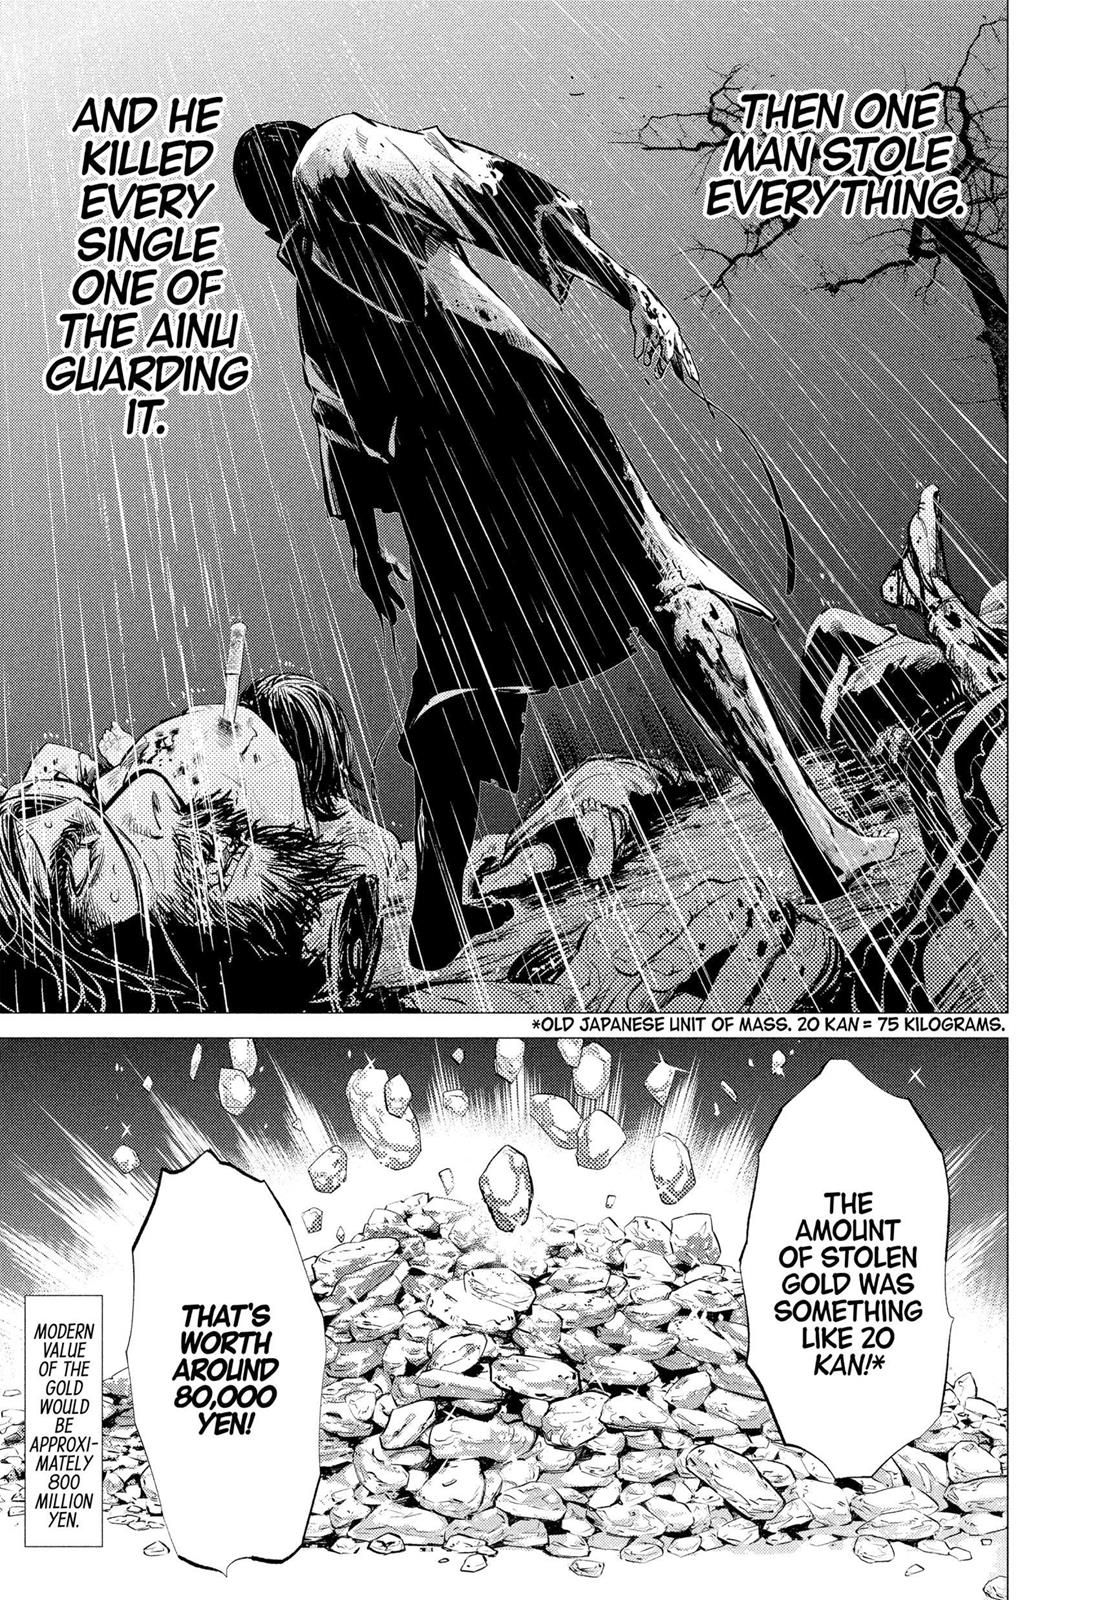 THEN ONE
MAN STOLE
EVERYTHING.
AND HE
KILLED
EVERY
SINGLE
ONE OF
THE AINU
GUARDING
IT.
*OLD JAPANESE UNIT OF MASS. 20 KAN = 75 KILOGRAMS.
THE
AMOUNT
OF STOLEN
GOLD WAS
SOMETHING
LIKE 20
KAN!*
THAT'S
WORTH
AROUND
80,000
YEN!
MODERN
VALUE
OF THE
GOLD
WOULD
BE
APPROXI-
MATELY
800
MILLION
YEN.